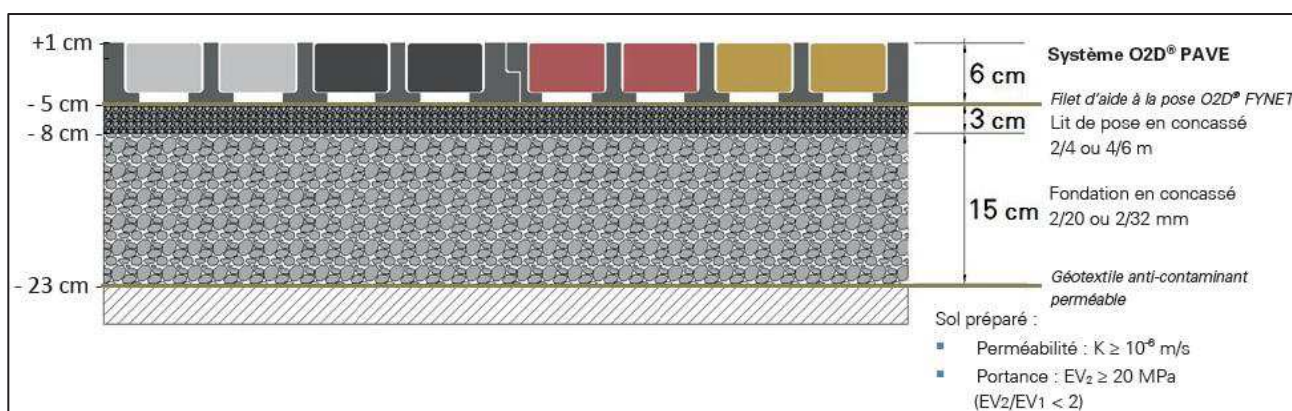 +1 cm
- 5 cm
- 8 cm
- 23 cm
6 cm
3 cm
15 cm
Système O2D® PAVE
Filet d'aide à la pose O2D® FYNET
Lit de pose en concassé
2/4 ou 4/6 m
Fondation en concassé
2/20 ou 2/32 mm
Géotextile anti-contaminant
perméable
Sol préparé :
▪ Perméabilité : K ≥ 10⁻⁶ m/s
▪ Portance : EV₂ ≥ 20 MPa
(EV2/EV1 < 2)